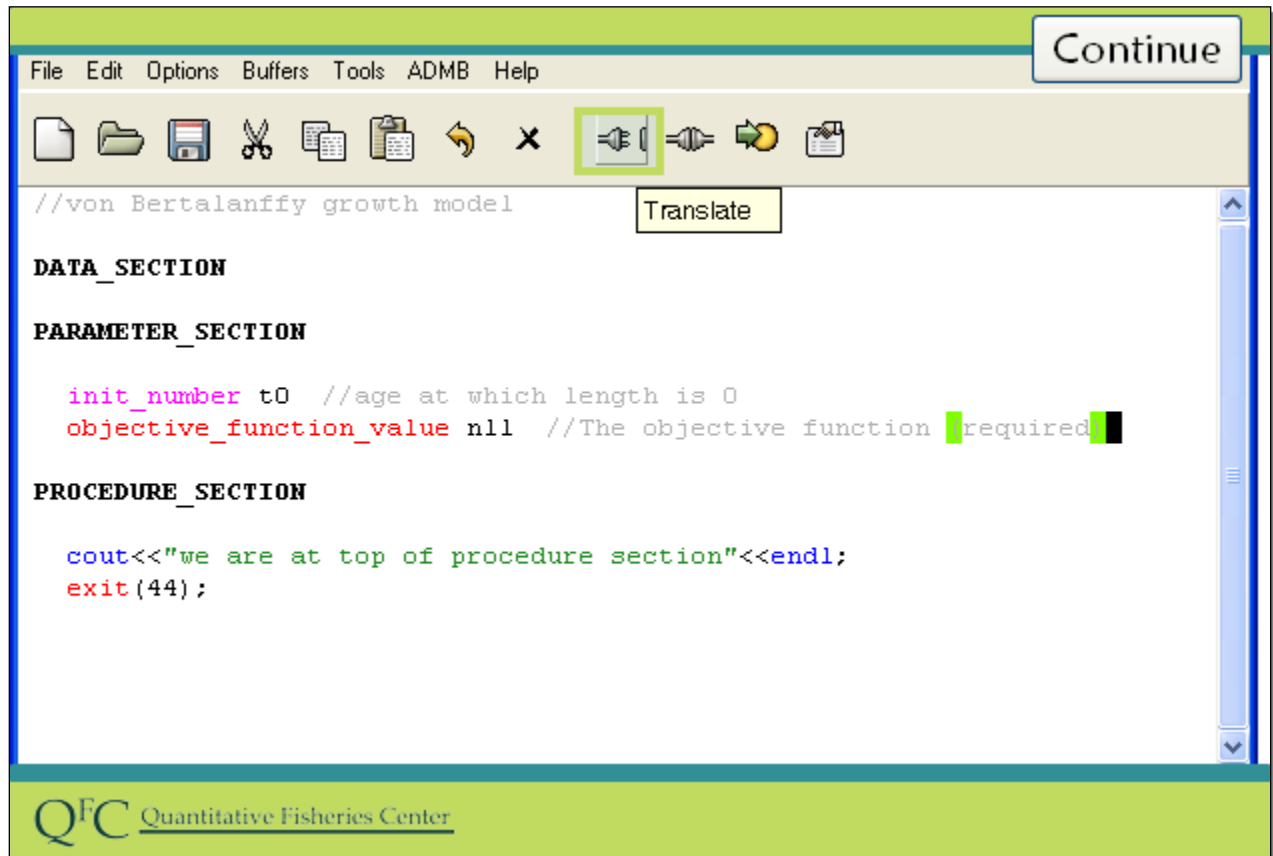 Continue
File Edit Options Buffers Tools ADMB Help
//von Bertalanffy growth model
Translate
DATA_SECTION
PARAMETER_SECTION
init_number t0 //age at which length is 0
objective_function_value nll //The objective function (required)
PROCEDURE_SECTION
cout<<"we are at top of procedure section"<<endl;
exit(44);
QFC Quantitative Fisheries Center